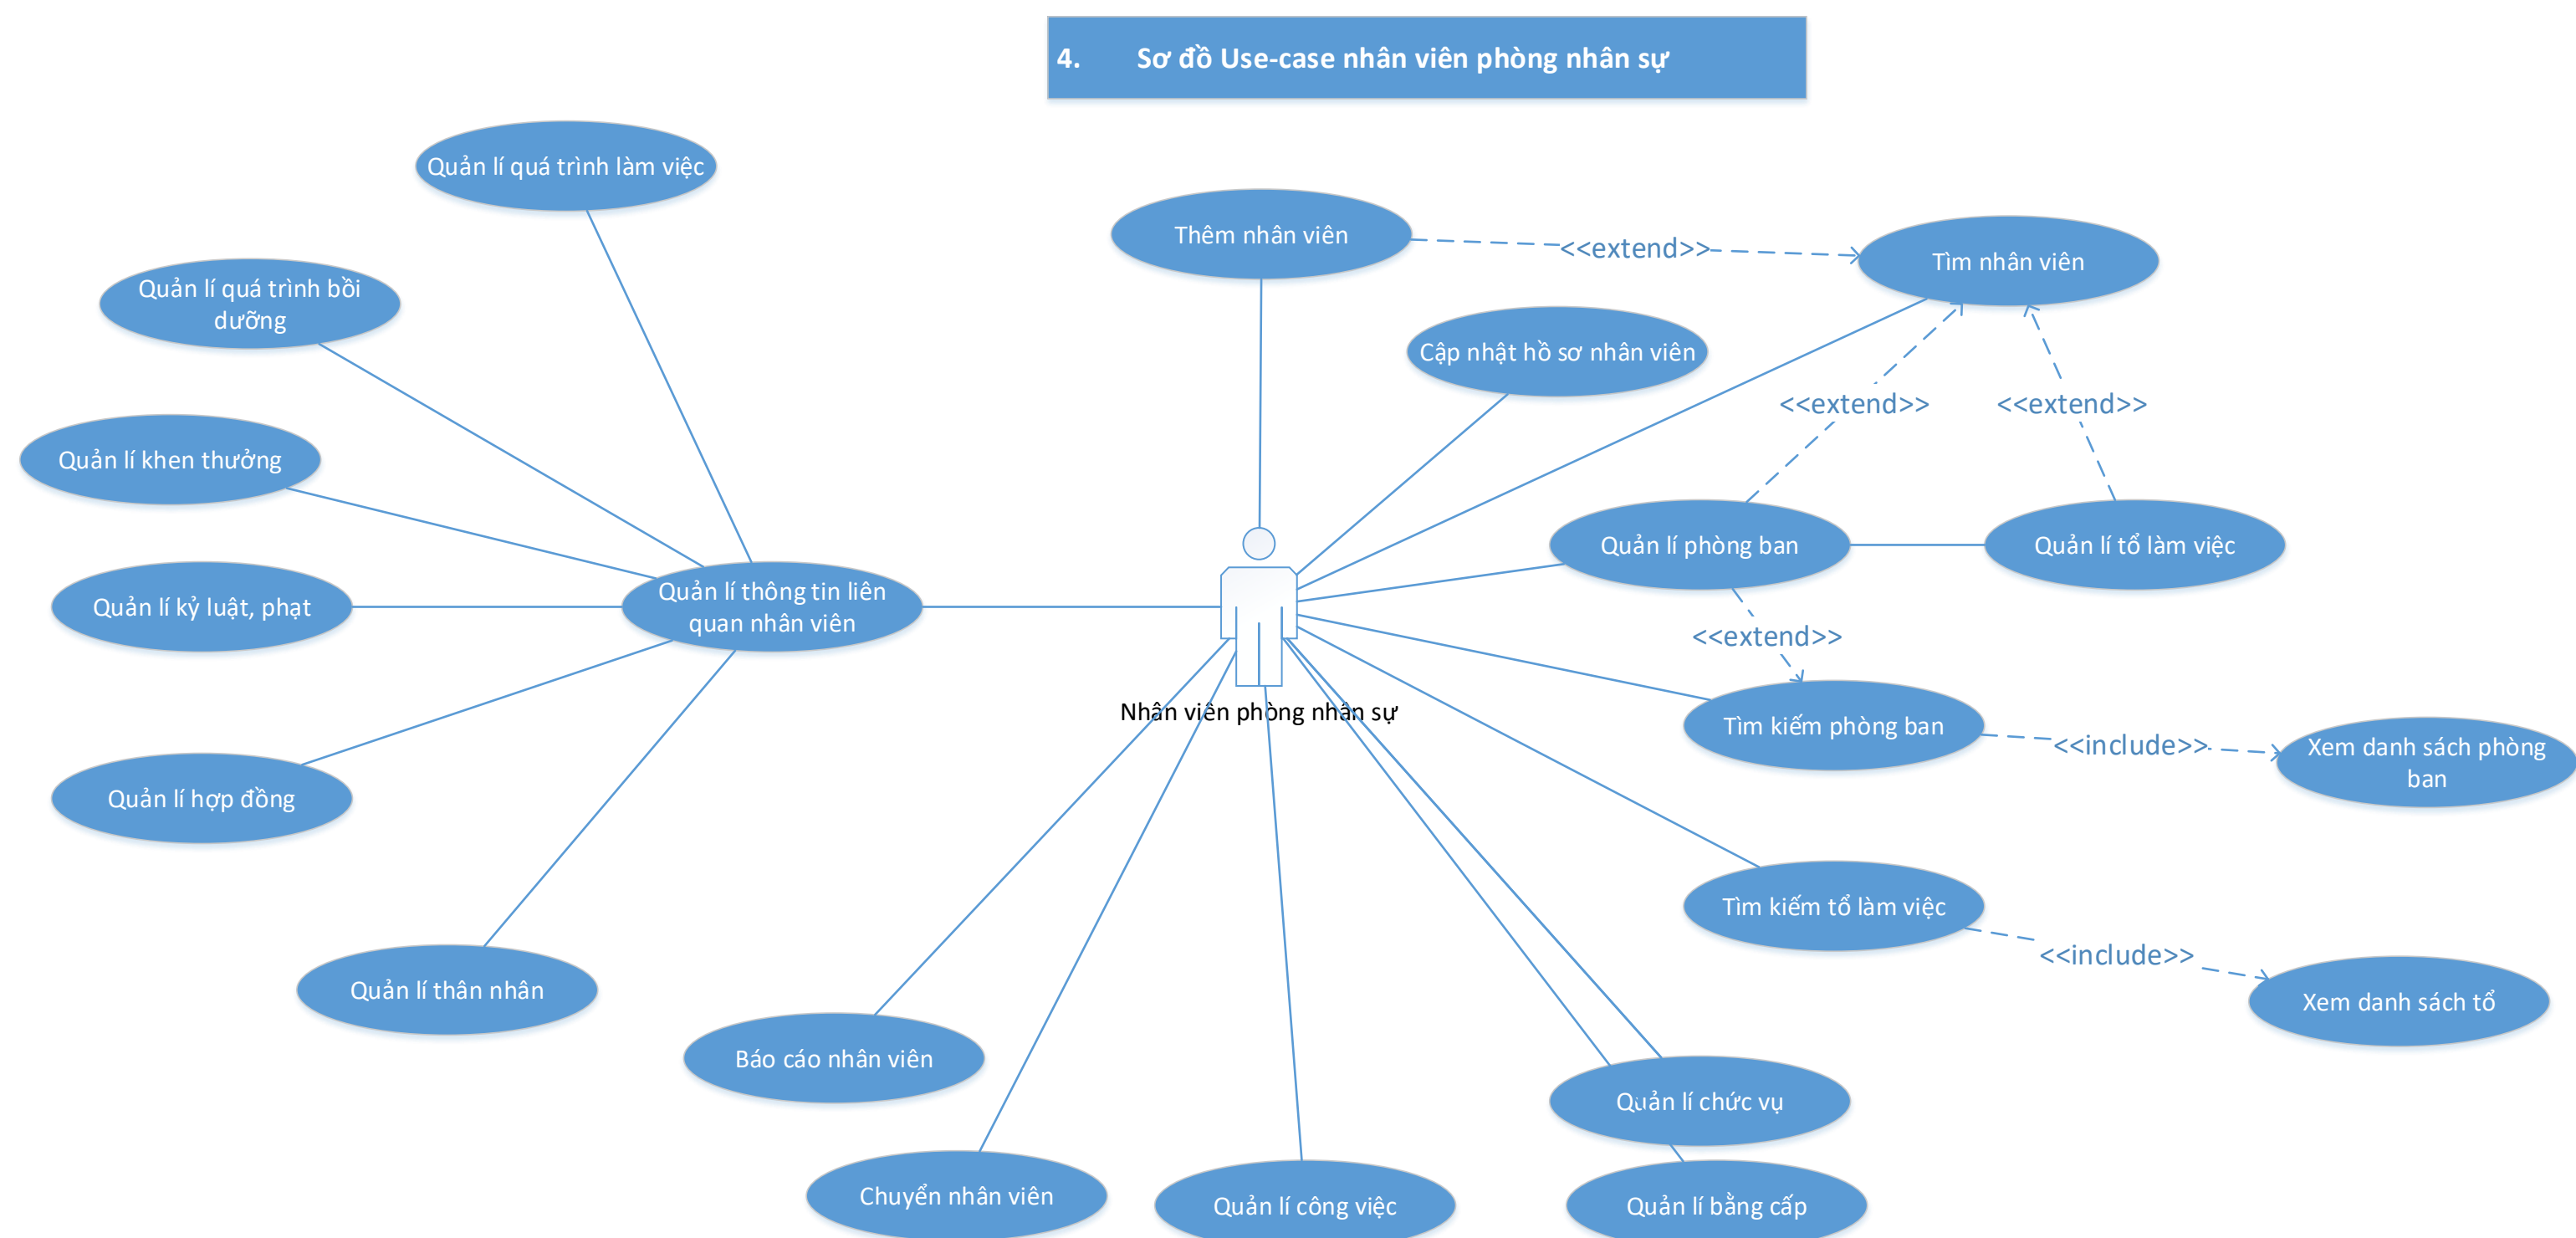 4. Sơ đồ Use-case nhân viên phòng nhân sự
Quản lí quá trình làm việc
Thêm nhân viên
<<extend>>
Tìm nhân viên
Quản lí quá trình bồi
dưỡng
Cập nhật hồ sơ nhân viên
<<extend>>
<<extend>>
Quản lí khen thưởng
Quản lí phòng ban
Quản lí tổ làm việc
Quản lí kỷ luật, phạt
Quản lí thông tin liên
quan nhân viên
<<extend>>
Nhân viên phòng nhân sự
Tìm kiếm phòng ban
<<include>>
Xem danh sách phòng
ban
Quản lí hợp đồng
Tìm kiếm tổ làm việc
<<include>>
Quản lí thân nhân
Xem danh sách tổ
Báo cáo nhân viên
Quản lí chức vụ
Chuyển nhân viên
Quản lí công việc
Quản lí bằng cấp